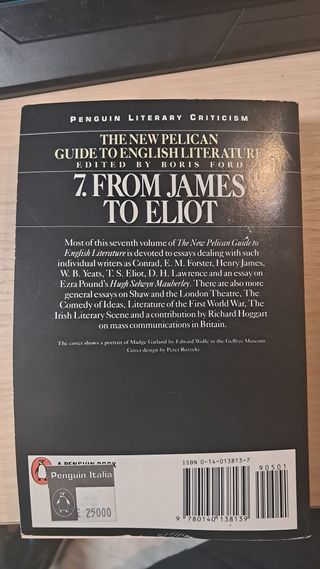 PENGUIN LITERARY CRITICISM
THE NEW PELICAN
GUIDE TO ENGLISH LITERATURE
EDITED BY BORIS FORD
7. FROM JAMES
TO ELIOT
Most of this seventh volume of The New Pelican Guide to
English Literature is devoted to essays dealing with such
individual writers as Conrad, E. M. Forster, Henry James,
W. B. Yeats, T. S. Eliot, D. H. Lawrence and an essay on
Ezra Pound's Hugh Selwyn Mauberley. There are also more
general essays on Shaw and the London Theatre, The
Comedy of Ideas, Literature of the First World War, The
Irish Literary Scene and a contribution by Richard Hoggart
on mass communications in Britain.
The cover shows a portrait of Madge Garland by Edward Wolfe in the Geffrye Museum
Cover design by Peter Rozycki
A PENGUIN BOOK
Penguin Italia
£ 25000
ISBN 0-14-013813-7
90501
9 780140 138139